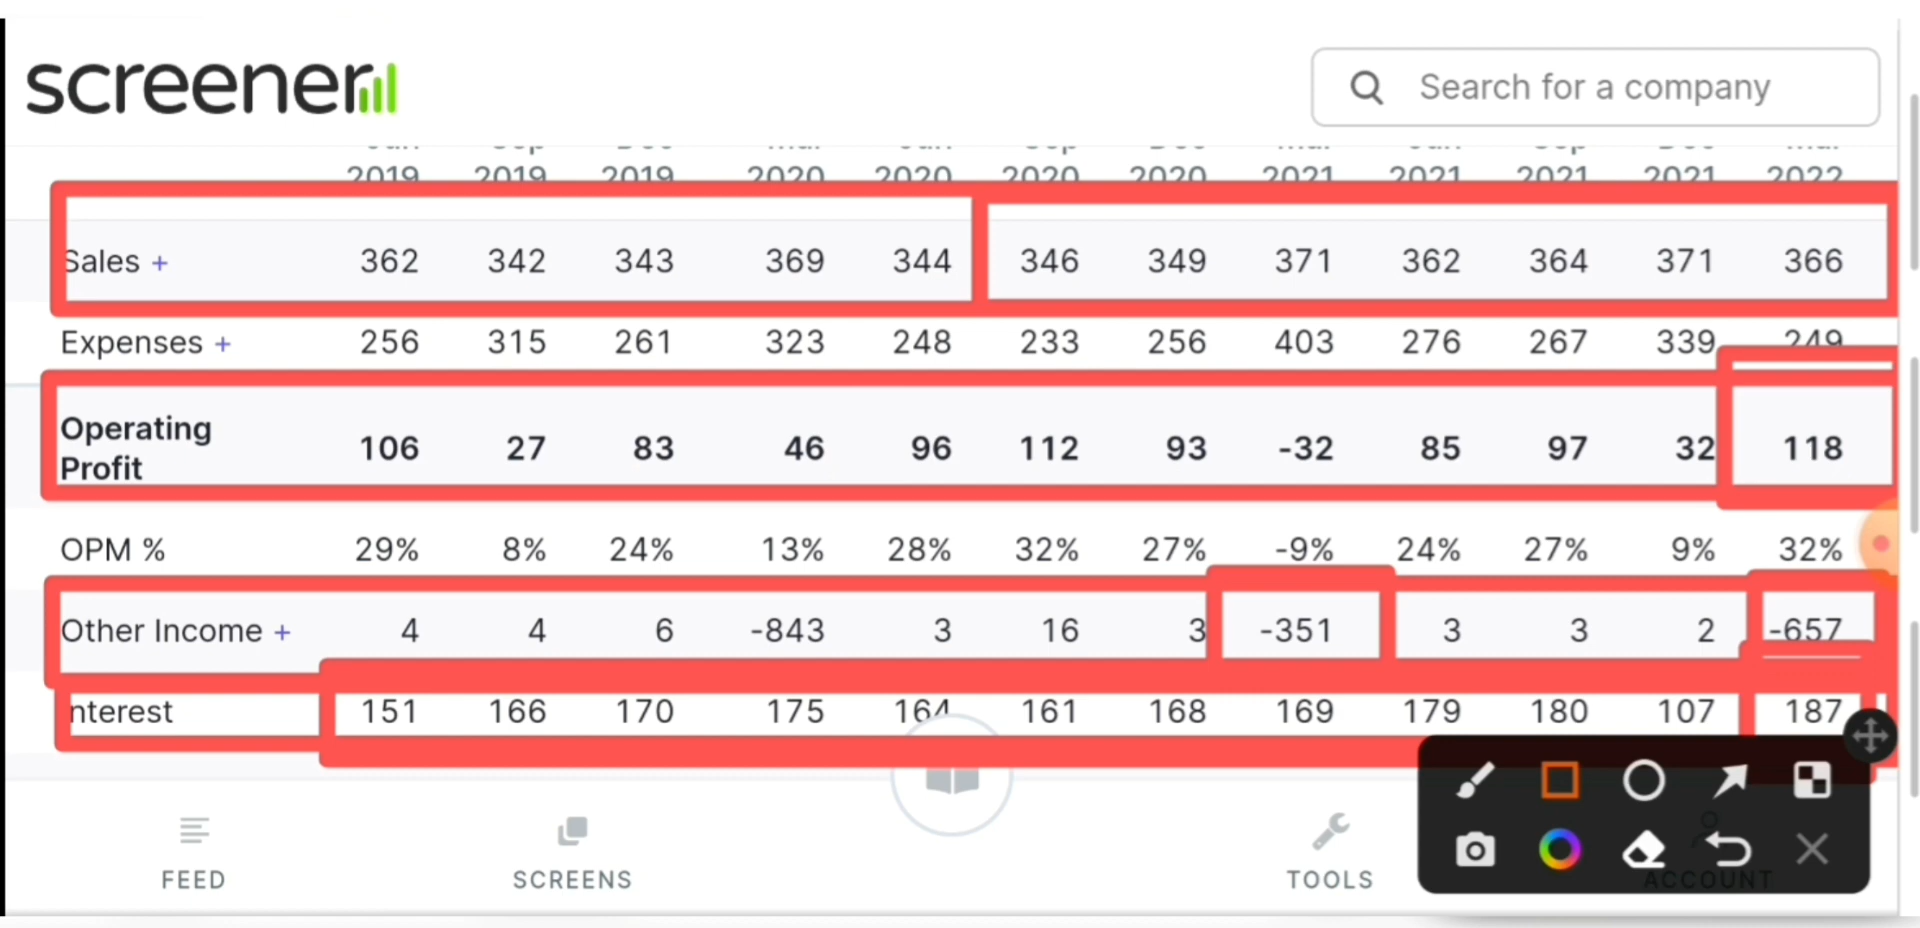 screener
Search for a company
2019 2019 2019 2020 2020 2020 2020 2021 2021 2021 2021 2022
Sales + 362 342 343 369 344 346 349 371 362 364 371 366
Expenses + 256 315 261 323 248 233 256 403 276 267 339 249
Operating
Profit 106 27 83 46 96 112 93 -32 85 97 32 118
OPM % 29% 8% 24% 13% 28% 32% 27% -9% 24% 27% 9% 32%
Other Income + 4 4 6 -843 3 16 3 -351 3 3 2 -657
nterest 151 166 170 175 164 161 168 169 179 180 107 187
FEED SCREENS TOOLS ACCOUNT